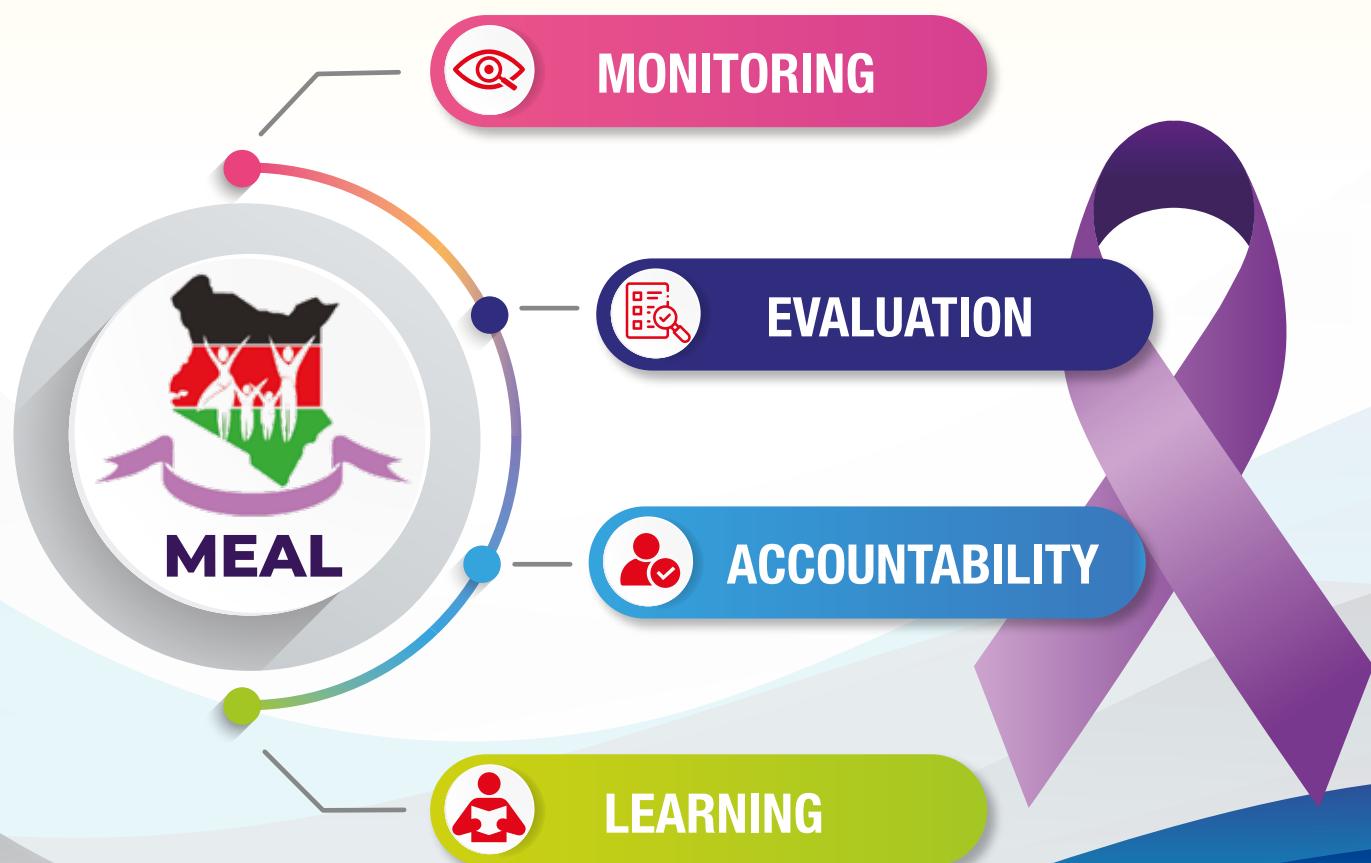 MONITORING
EVALUATION
MEAL
ACCOUNTABILITY
LEARNING